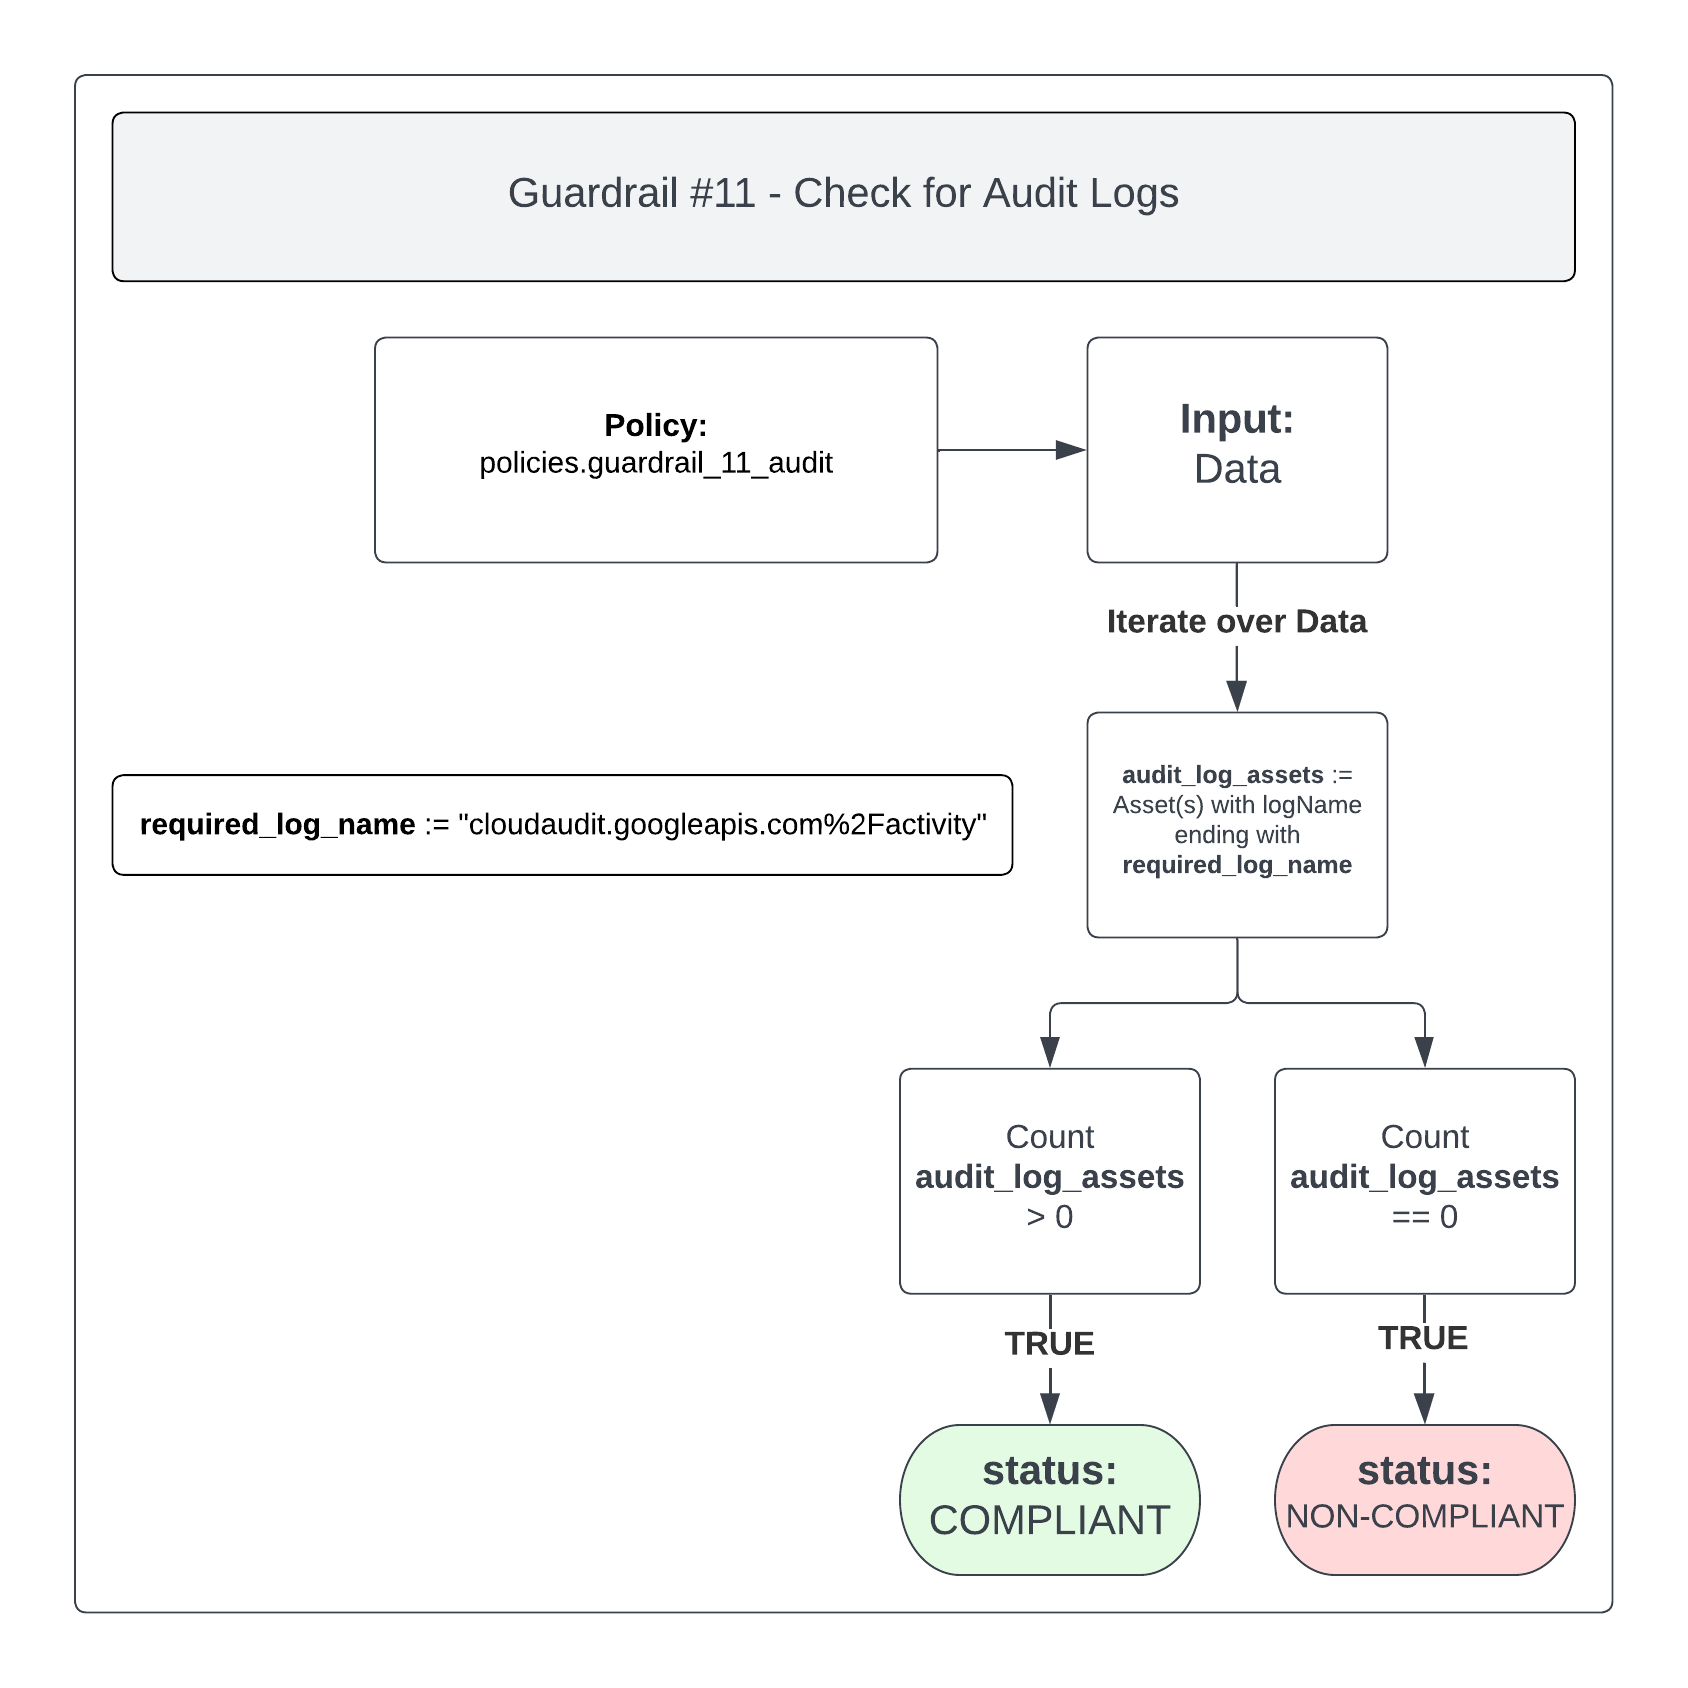 Guardrail #11 - Check for Audit Logs
Policy:
policies.guardrail_11_audit
Input:
Data
Iterate over Data
required_log_name := "cloudaudit.googleapis.com%2Factivity"
audit_log_assets :=
Asset(s) with logName
ending with
required_log_name
Count
audit_log_assets
> 0
Count
audit_log_assets
== 0
TRUE
TRUE
status:
COMPLIANT
status:
NON-COMPLIANT